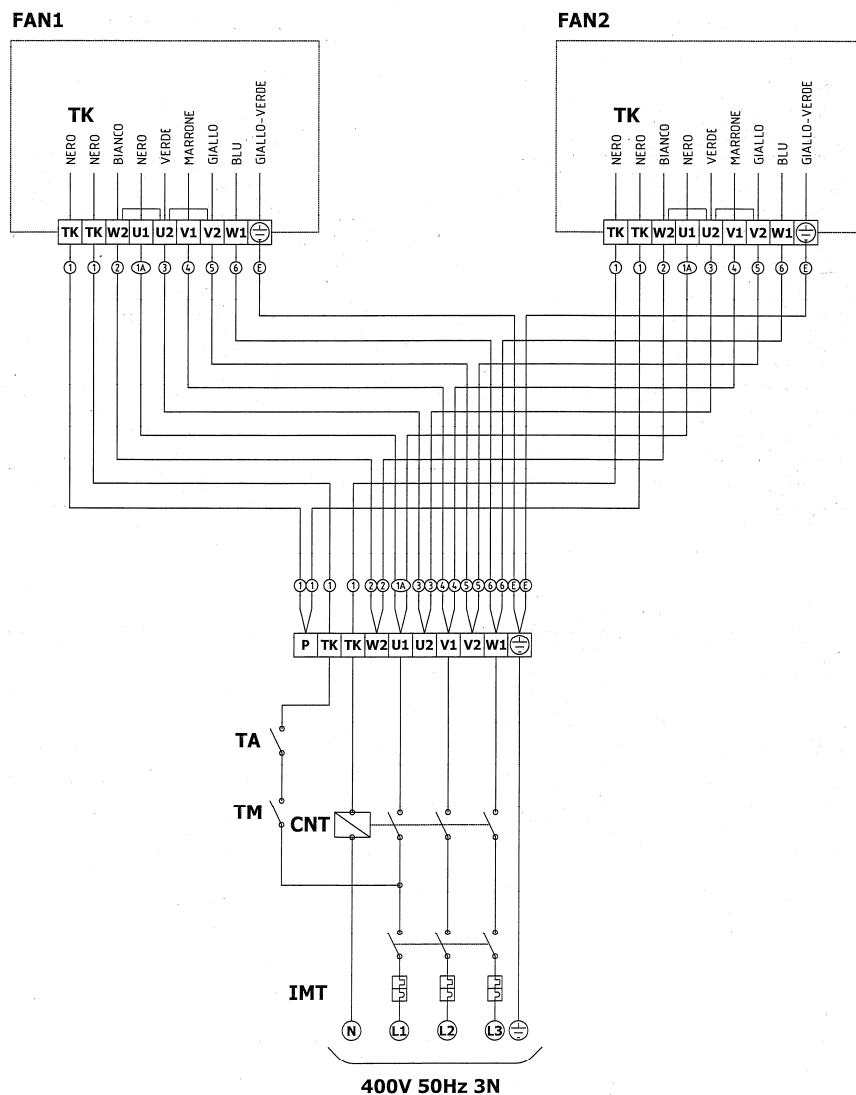 FAN1 FAN2
TK TK
NERO NERO BIANCO NERO VERDE MARRONE GIALLO BLU GIALLO-VERDE NERO NERO BIANCO NERO VERDE MARRONE GIALLO BLU GIALLO-VERDE
TK TK W2 U1 U2 V1 V2 W1 TK TK W2 U1 U2 V1 V2 W1
1 1 2 1A 3 4 5 6 E 1 1 2 1A 3 4 5 6 E
1 1 1 1 2 2 1A 3 3 4 4 5 5 6 6 E E
P TK TK W2 U1 U2 V1 V2 W1
TA
TM
CNT
IMT
N L1 L2 L3
400V 50Hz 3N